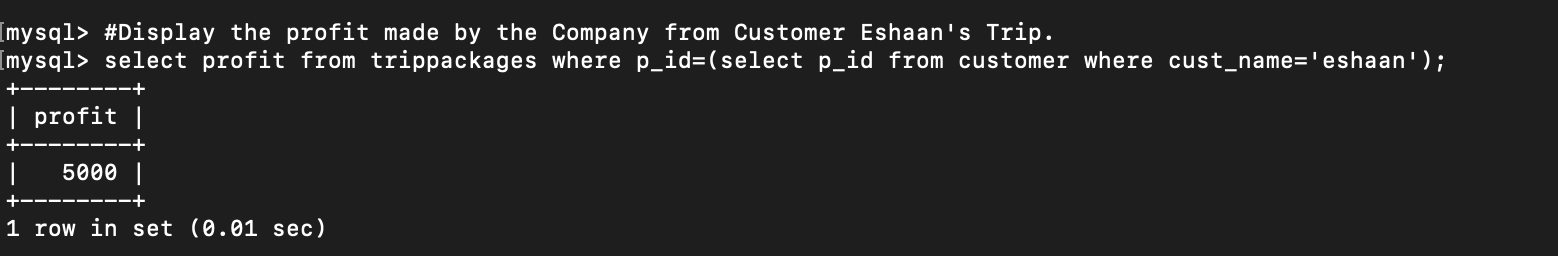 [mysql> #Display the profit made by the Company from Customer Eshaan's Trip.
[mysql> select profit from trippackages where p_id=(select p_id from customer where cust_name='eshaan');
+--------+
| profit |
+--------+
|   5000 |
+--------+
1 row in set (0.01 sec)